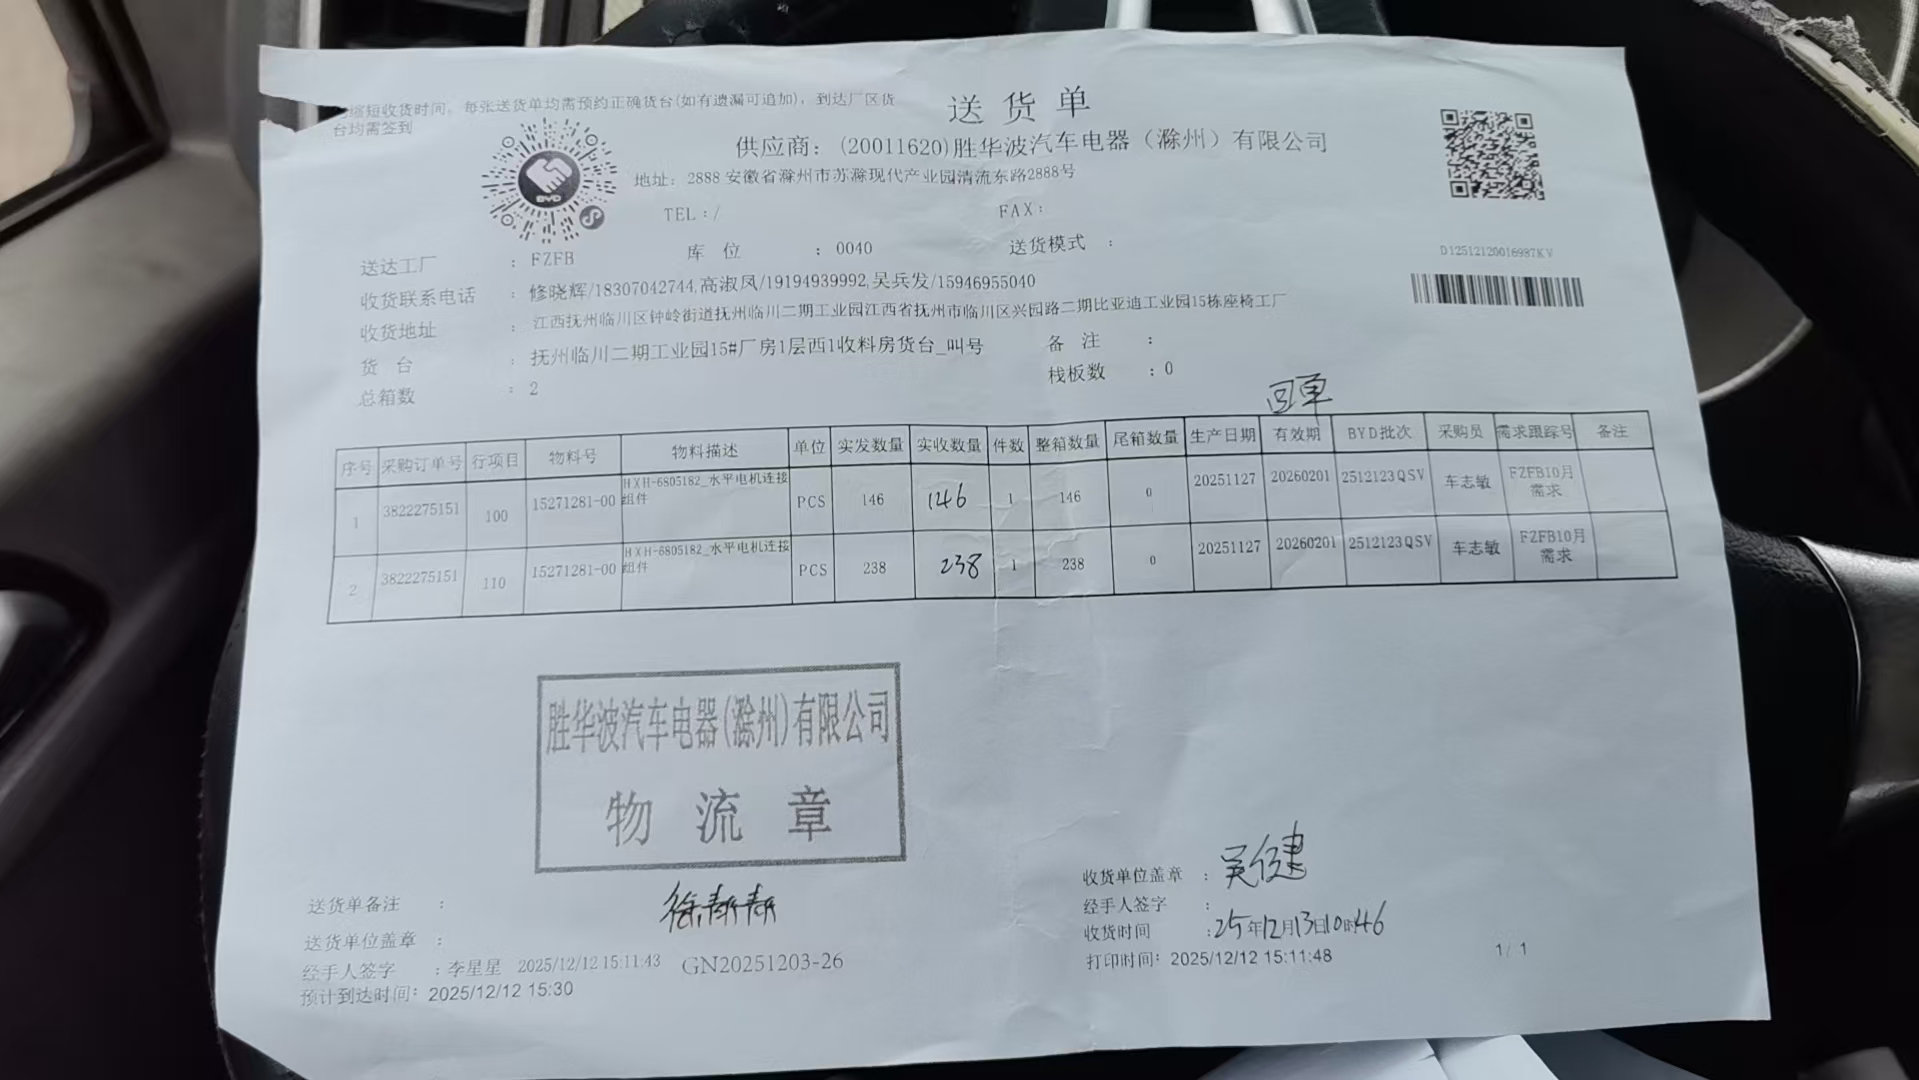 缩短收货时间，每张送货单均需预约正确货台(如有遗漏可追加)，到达厂区货
台均需签到
送货单
供应商：(20011620)胜华波汽车电器（滁州）有限公司
地址：2888 安徽省滁州市苏滁现代产业园清流东路2888号
TEL：/ FAX：
BYD
D12512120016987KV
送达工厂 ：FZFB 库 位 ：0040 送货模式 ：
收货联系电话 ：修晓辉/18307042744,高淑凤/19194939992,吴兵发/15946955040
收货地址 ：江西抚州临川区钟岭街道抚州临川二期工业园江西省抚州市临川区兴园路二期比亚迪工业园15栋座椅工厂
货 台 ：抚州临川二期工业园15#厂房1层西1收料房货台_叫号 备 注 ：
总箱数 ：2 栈板数 ：0
回单
序号 采购订单号 行项目 物料号 物料描述 单位 实发数量 实收数量 件数 整箱数量 尾箱数量 生产日期 有效期 BYD批次 采购员 需求跟踪号 备注
1 3822275151 100 15271281-00 HXH-6805182_水平电机连接组件 PCS 146 146 1 146 0 20251127 20260201 2512123QSV 车志敏 FZFB10月需求
2 3822275151 110 15271281-00 HXH-6805182_水平电机连接组件 PCS 238 238 1 238 0 20251127 20260201 2512123QSV 车志敏 FZFB10月需求
胜华波汽车电器(滁州)有限公司
物 流 章
送货单备注 ：
徐静静
送货单位盖章 ：
经手人签字 ：李星星 2025/12/12 15:11:43 GN20251203-26
预计到达时间：2025/12/12 15:30
收货单位盖章 ：
吴健
经手人签字 ：
收货时间 ：25年12月13日10时46
打印时间：2025/12/12 15:11:48
1/ 1